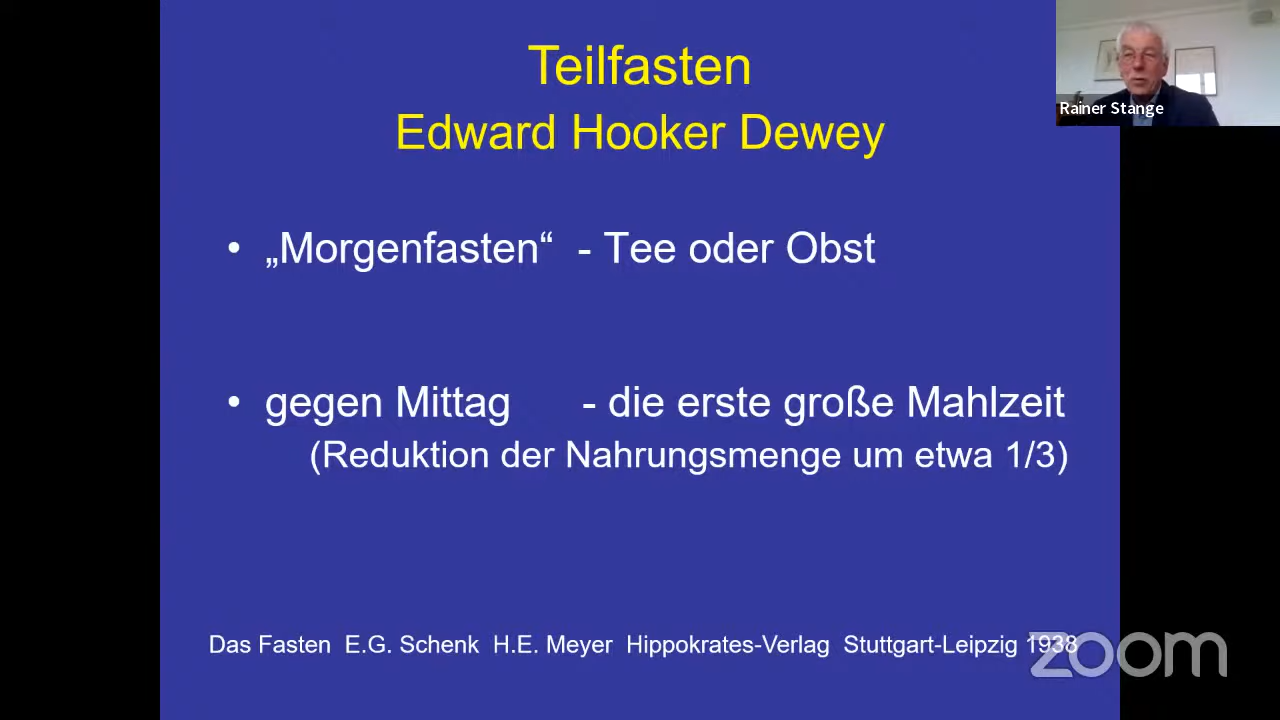 Teilfasten
Edward Hooker Dewey
Rainer Stange
• „Morgenfasten“ - Tee oder Obst
• gegen Mittag - die erste große Mahlzeit
(Reduktion der Nahrungsmenge um etwa 1/3)
Das Fasten E.G. Schenk H.E. Meyer Hippokrates-Verlag Stuttgart-Leipzig 1938
zoom